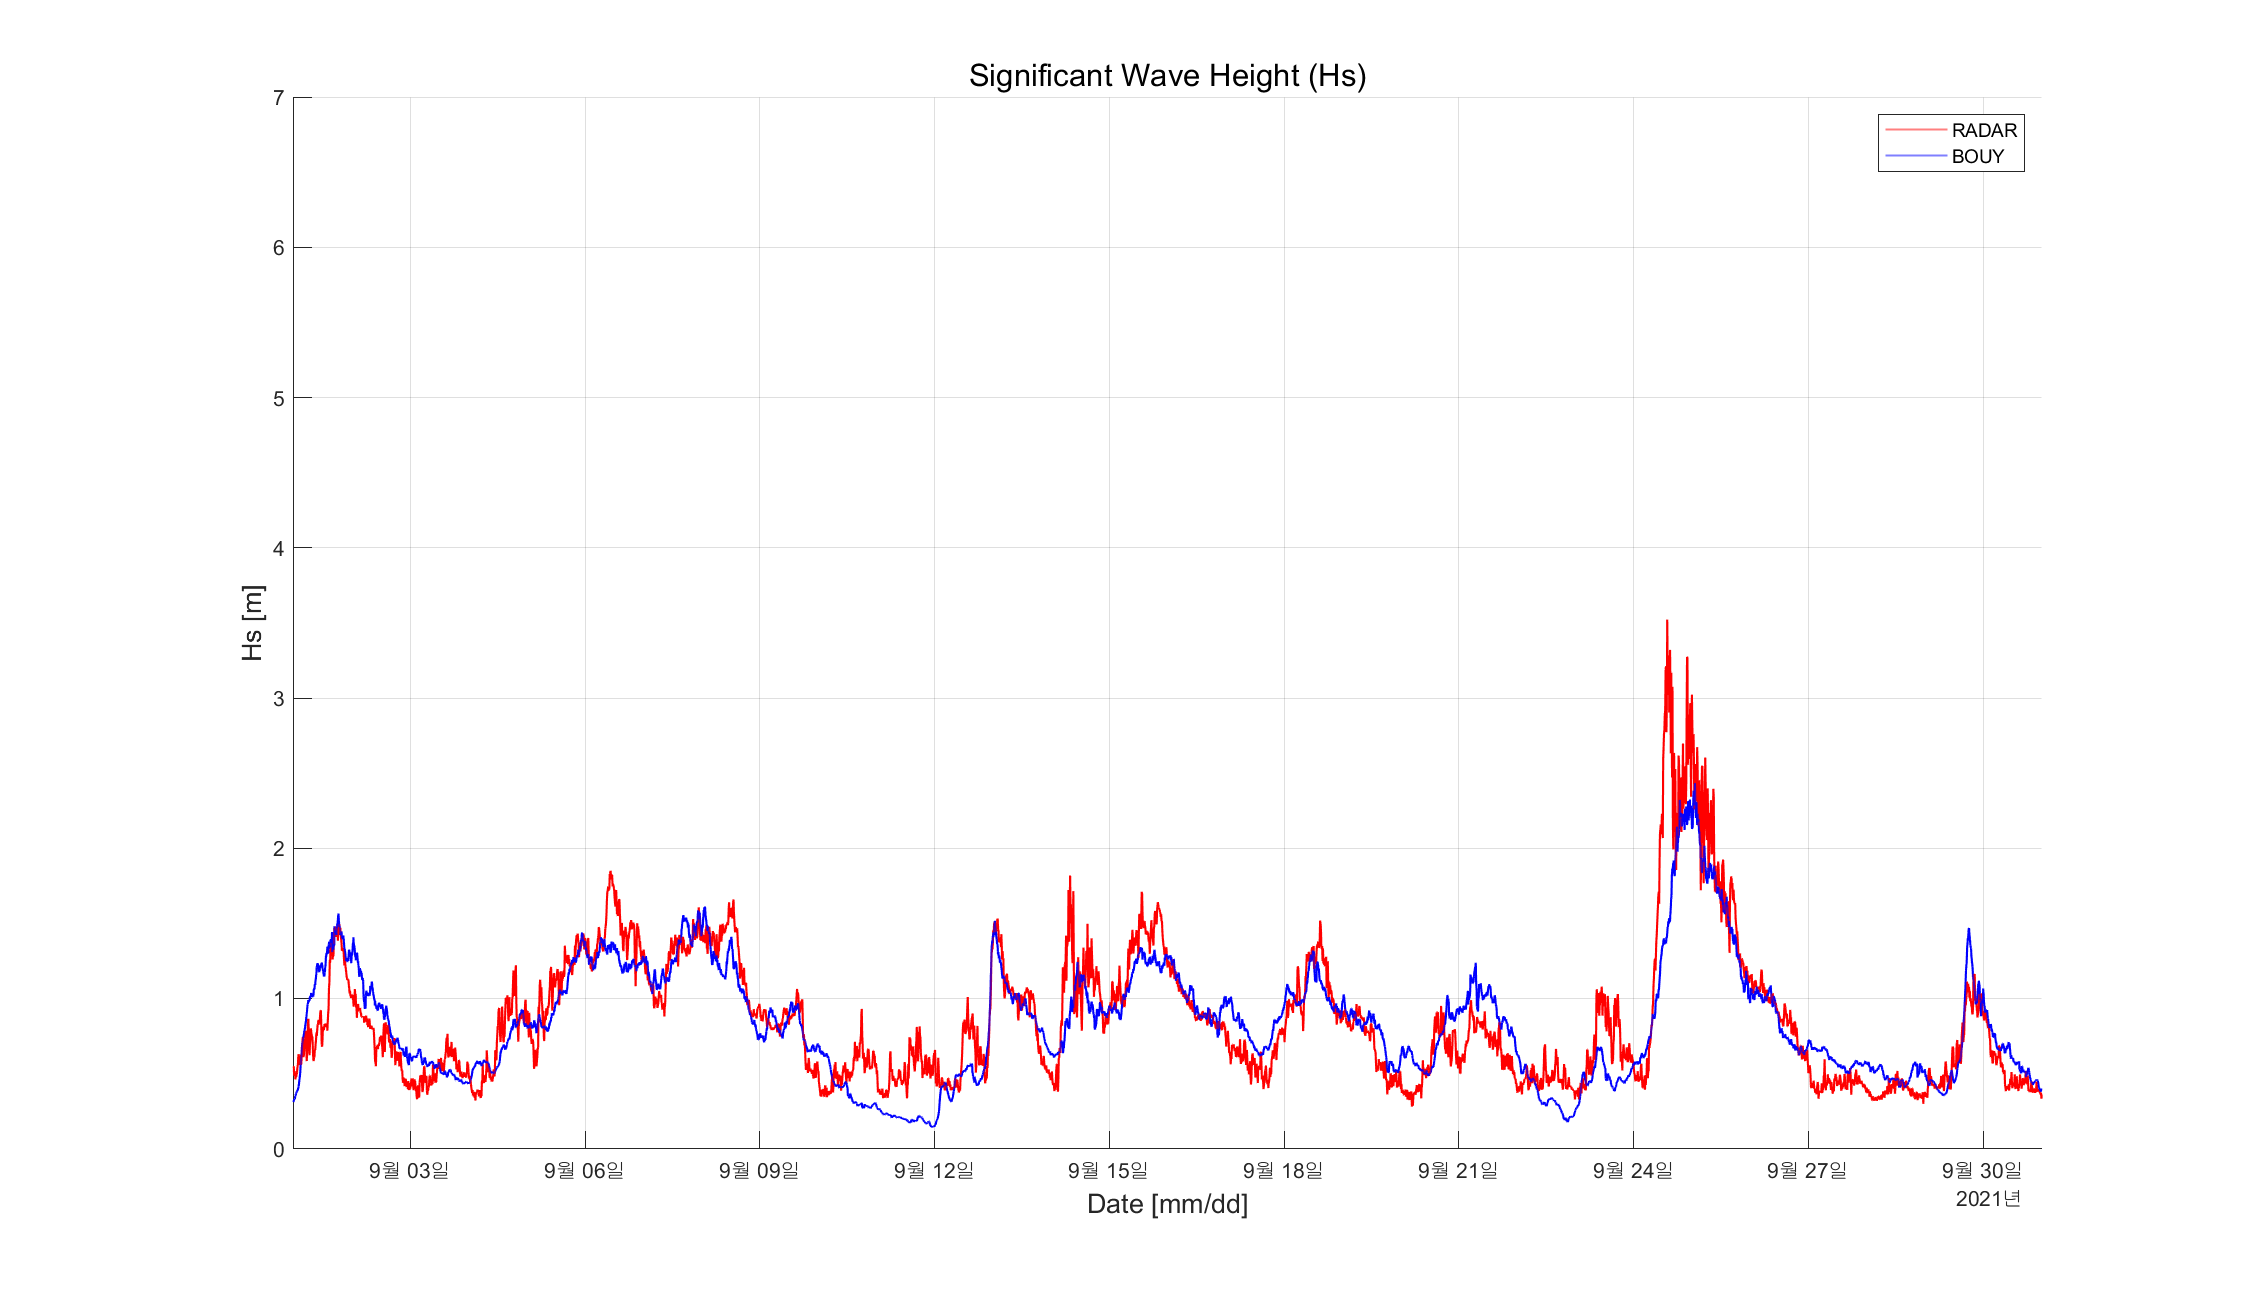 Significant Wave Height (Hs)
RADAR
BOUY
7
6
5
4
3
2
1
0
Hs [m]
9월 03일
9월 06일
9월 09일
9월 12일
9월 15일
9월 18일
9월 21일
9월 24일
9월 27일
9월 30일
2021년
Date [mm/dd]